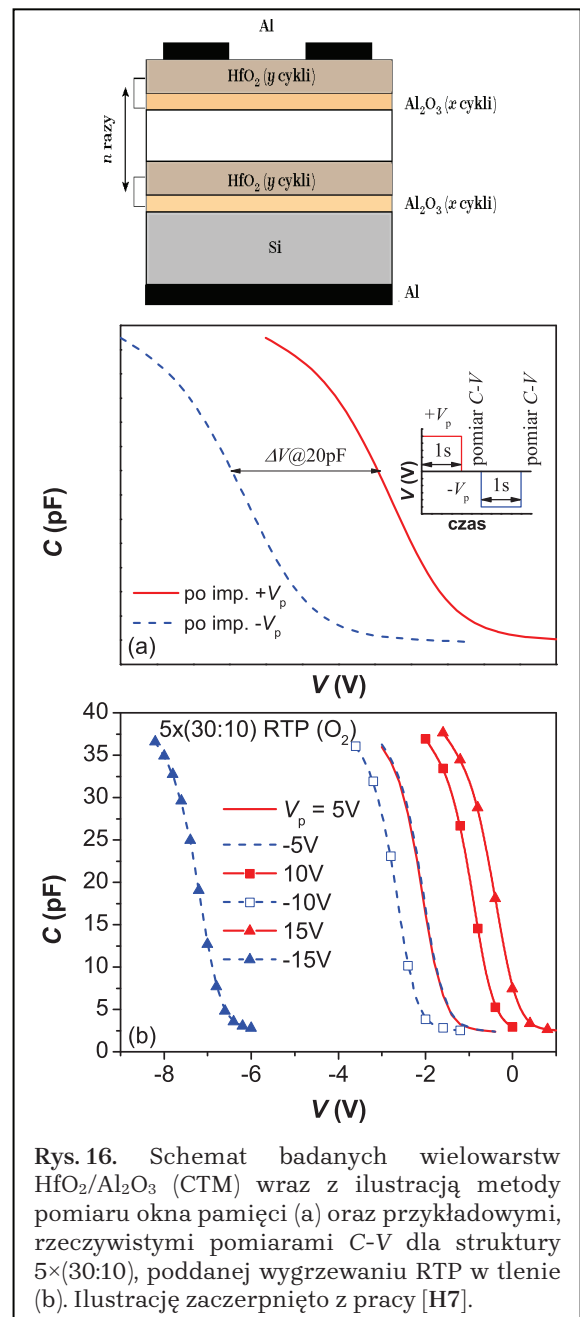 Al
HfO₂ (y cykli)
Al₂O₃ (x cykli)
n razy
HfO₂ (y cykli)
Al₂O₃ (x cykli)
Si
Al
C (pF)
ΔV@20pF
po imp. +Vp
po imp. -Vp
(a)
V (V)
+Vp
1s
pomiar C-V
pomiar C-V
V (V)
-Vp
1s
czas
40
35
30
25
20
15
10
5
0
C (pF)
5x(30:10) RTP (O₂)
Vp = 5V
-5V
10V
-10V
15V
-15V
(b)
-8 -6 -4 -2 0
V (V)
Rys. 16. Schemat badanych wielowarstw
HfO₂/Al₂O₃ (CTM) wraz z ilustracją metody
pomiaru okna pamięci (a) oraz przykładowymi,
rzeczywistymi pomiarami C-V dla struktury
5×(30:10), poddanej wygrzewaniu RTP w tlenie
(b). Ilustrację zaczerpnięto z pracy [H7].